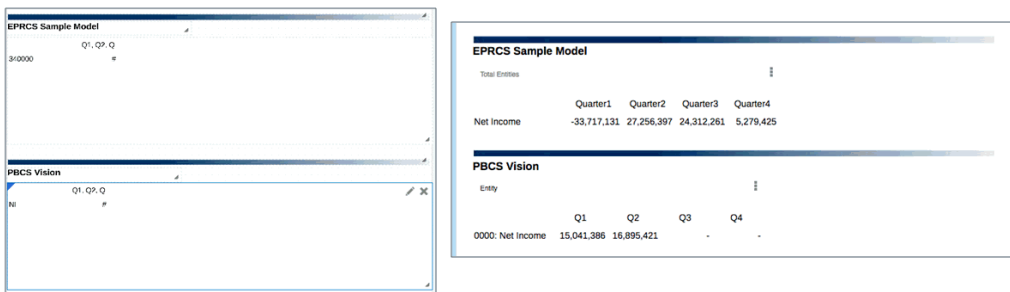 EPRCS Sample Model
Q1, Q2, Q
340000 #
PBCS Vision
Q1, Q2, Q
NI #
EPRCS Sample Model
Total Entities
Quarter1 Quarter2 Quarter3 Quarter4
Net Income -33,717,131 27,256,397 24,312,261 5,279,425
PBCS Vision
Entity
Q1 Q2 Q3 Q4
0000: Net Income 15,041,386 16,895,421 - -